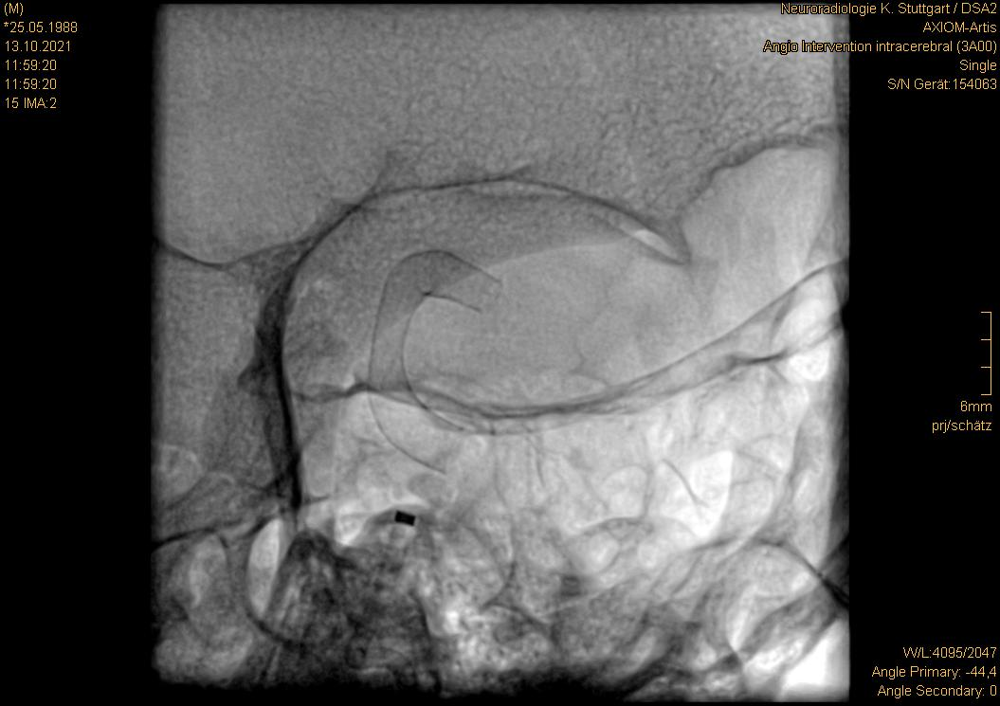 (M)
*25.05.1988
13.10.2021
11:59:20
11:59:20
15 IMA:2
Neuroradiologie K. Stuttgart / DSA2
AXIOM-Artis
Angio Intervention intracerebral (3A00)
Single
S/N Gerät:154063
6mm
prj/schätz
W/L:4095/2047
Angle Primary: -44,4
Angle Secondary: 0